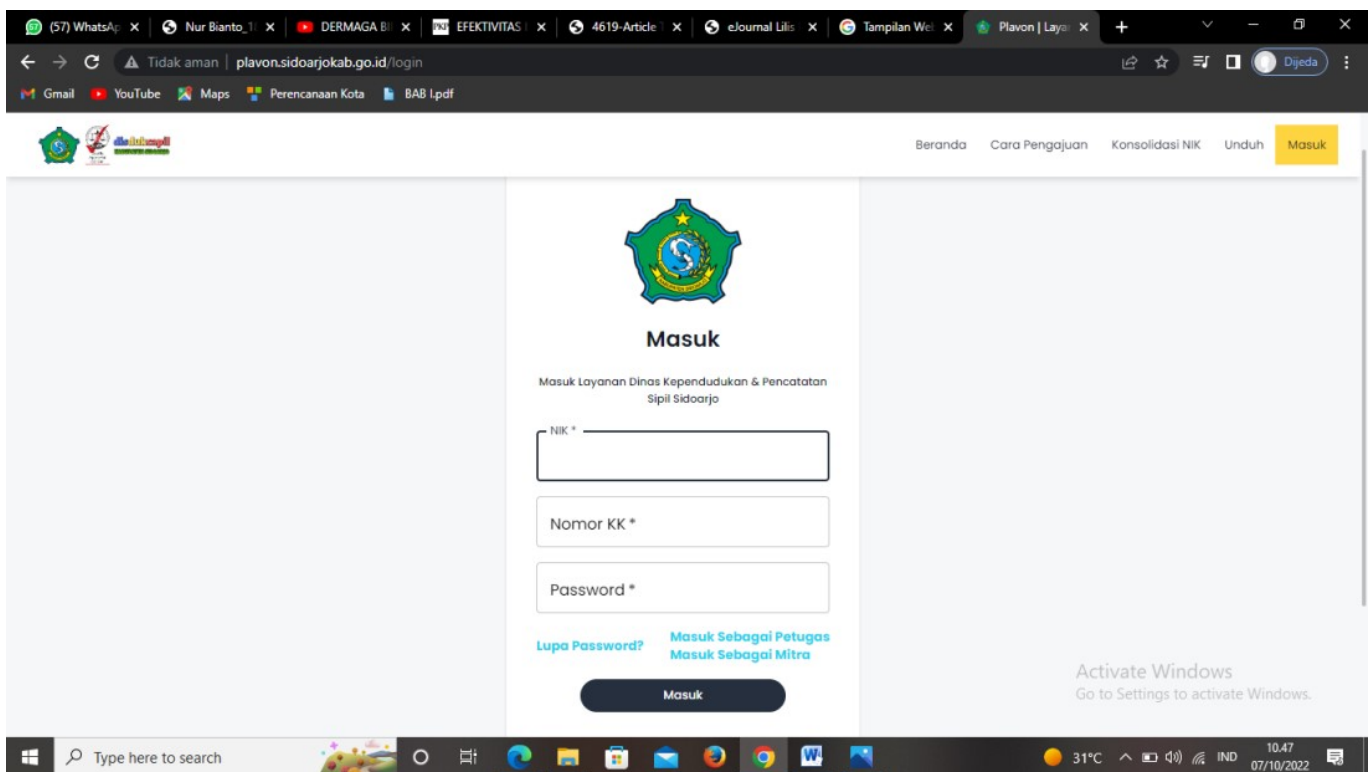 (57) WhatsAp
Nur Bianto_1
DERMAGA B
PKP EFEKTIVITAS
4619-Article
eJournal Lilis
Tampilan We
Plavon | Laya
Tidak aman | plavon.sidoarjokab.go.id/login
Dijeda
Gmail
YouTube
Maps
Perencanaan Kota
BAB I.pdf
Beranda
Cara Pengajuan
Konsolidasi NIK
Unduh
Masuk
Masuk
Masuk Layanan Dinas Kependudukan & Pencatatan
Sipil Sidoarjo
NIK *
Nomor KK *
Password *
Lupa Password?
Masuk Sebagai Petugas
Masuk Sebagai Mitra
Masuk
Activate Windows
Go to Settings to activate Windows.
Type here to search
31°C
IND
10.47
07/10/2022